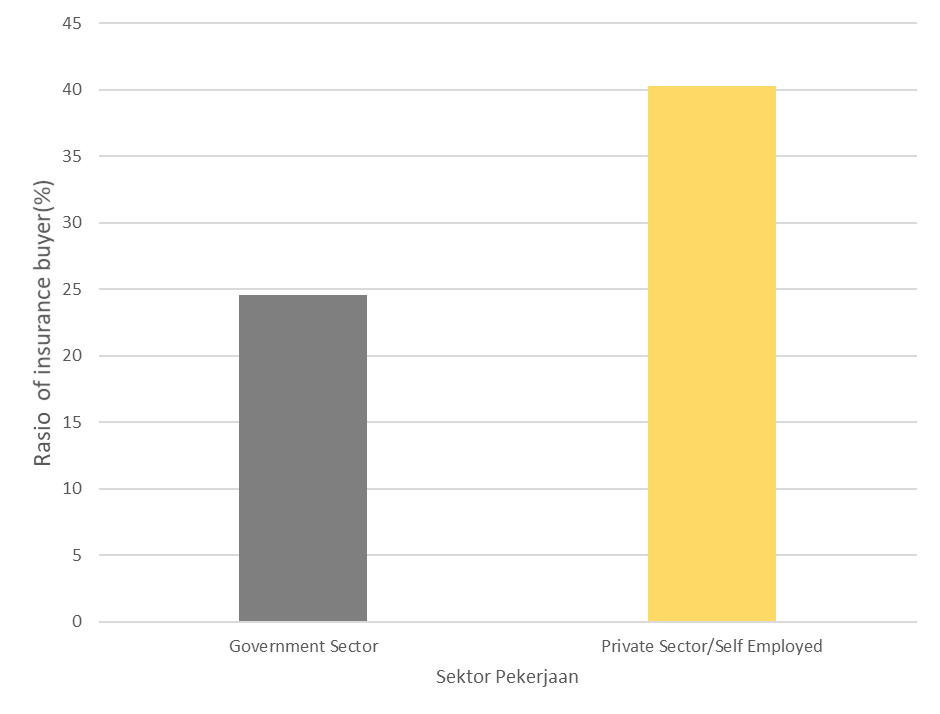 45
40
35
30
25
20
15
10
5
0
Rasio of insurance buyer(%)
Government Sector
Private Sector/Self Employed
Sektor Pekerjaan